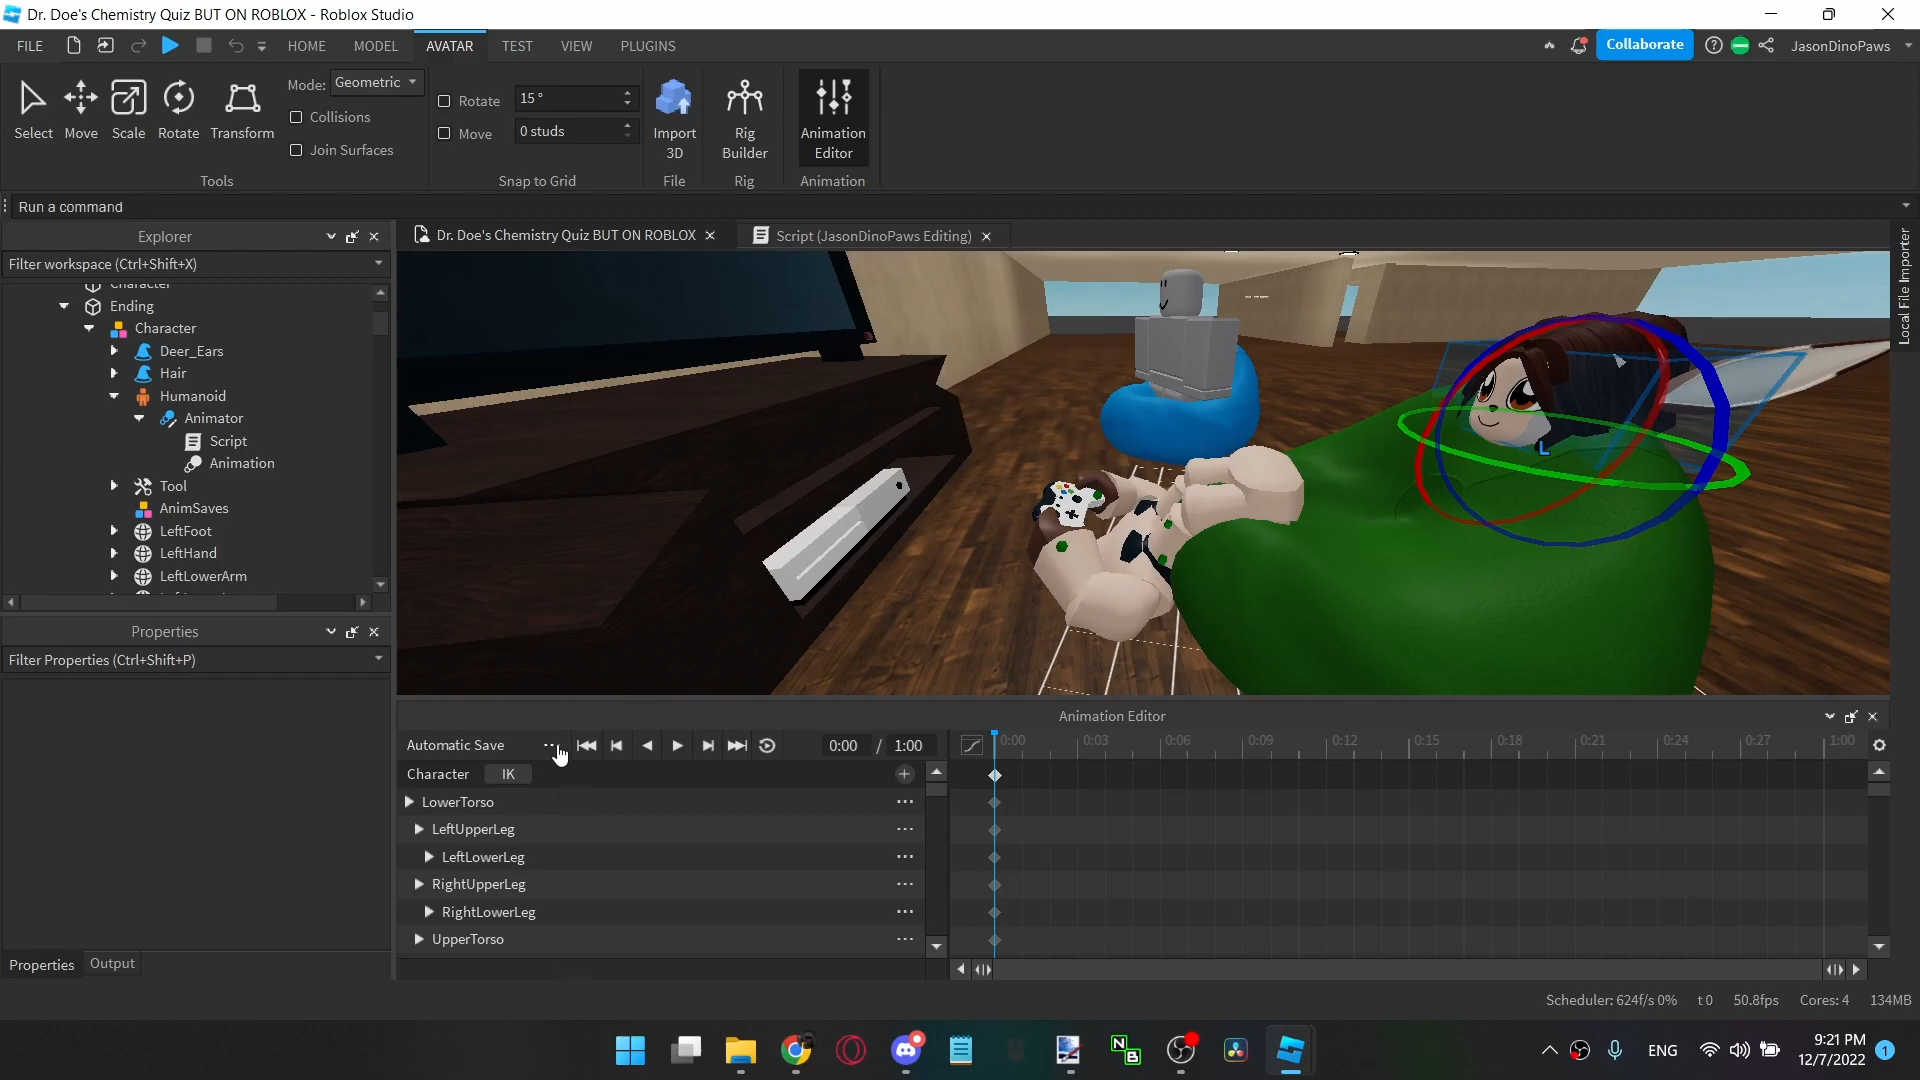 Dr. Doe's Chemistry Quiz BUT ON ROBLOX - Roblox Studio
FILE HOME MODEL AVATAR TEST VIEW PLUGINS Collaborate JasonDinoPaws
Select Move Scale Rotate Transform
Mode: Geometric
Collisions
Join Surfaces
Tools
Rotate 15 °
Move 0 studs
Snap to Grid
Import 3D
File
Rig Builder
Rig
Animation Editor
Animation
Run a command
Explorer
Filter workspace (Ctrl+Shift+X)
Character
Ending
Character
Deer_Ears
Hair
Humanoid
Animator
Script
Animation
Tool
AnimSaves
LeftFoot
LeftHand
LeftLowerArm
Properties
Filter Properties (Ctrl+Shift+P)
Properties Output
Dr. Doe's Chemistry Quiz BUT ON ROBLOX
Script (JasonDinoPaws Editing)
Local File Importer
L
Animation Editor
Automatic Save 0:00 / 1:00
0:00 0:03 0:06 0:09 0:12 0:15 0:18 0:21 0:24 0:27 1:00
Character IK
LowerTorso
LeftUpperLeg
LeftLowerLeg
RightUpperLeg
RightLowerLeg
UpperTorso
Scheduler: 624f/s 0% t 0 50.8fps Cores: 4 134MB
N B
ENG
9:21 PM
12/7/2022
1